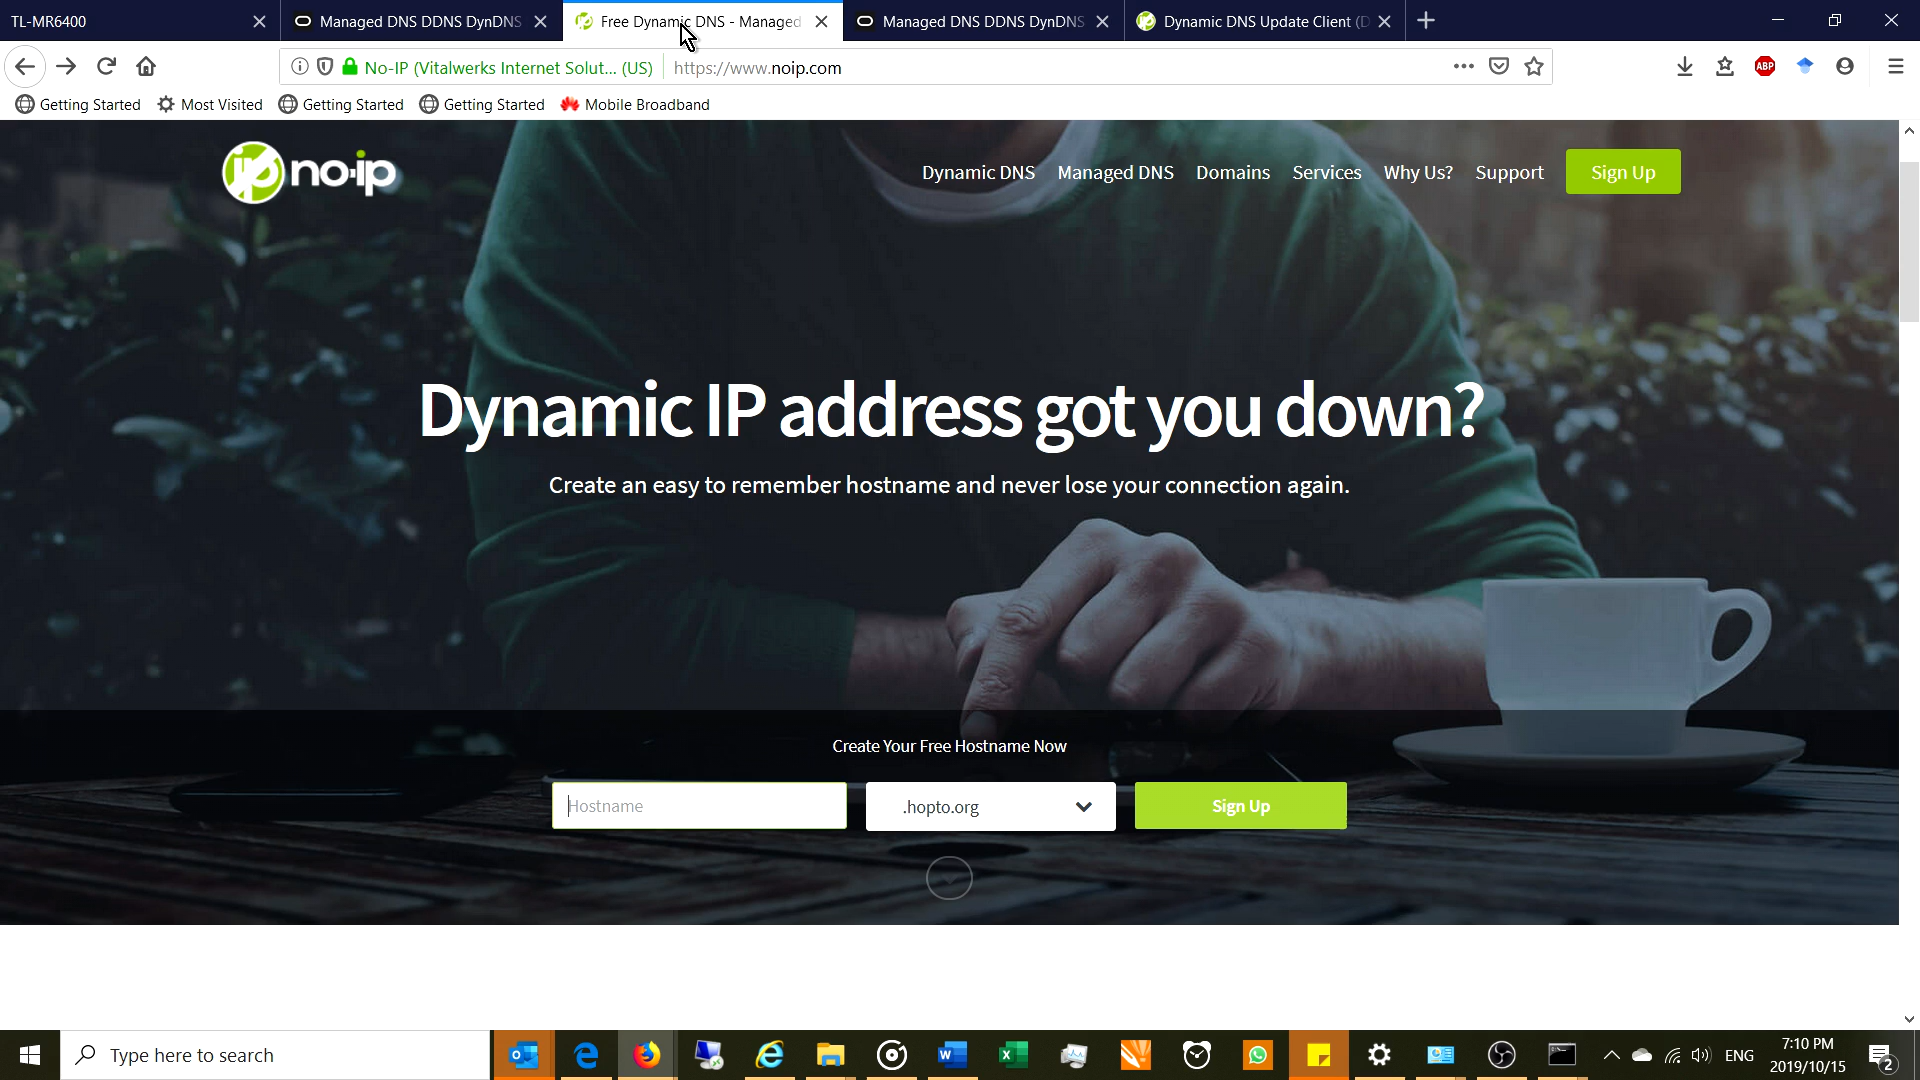 TL-MR6400
Managed DNS DDNS DynDNS
Free Dynamic DNS - Managed
Managed DNS DDNS DynDNS
Dynamic DNS Update Client (D
No-IP (Vitalwerks Internet Solut... (US)
https://www.noip.com
ABP
Getting Started
Most Visited
Getting Started
Getting Started
Mobile Broadband
no-ip
Dynamic DNS
Managed DNS
Domains
Services
Why Us?
Support
Sign Up
Dynamic IP address got you down?
Create an easy to remember hostname and never lose your connection again.
Create Your Free Hostname Now
Hostname
.hopto.org
Sign Up
Type here to search
ENG
7:10 PM
2019/10/15
2